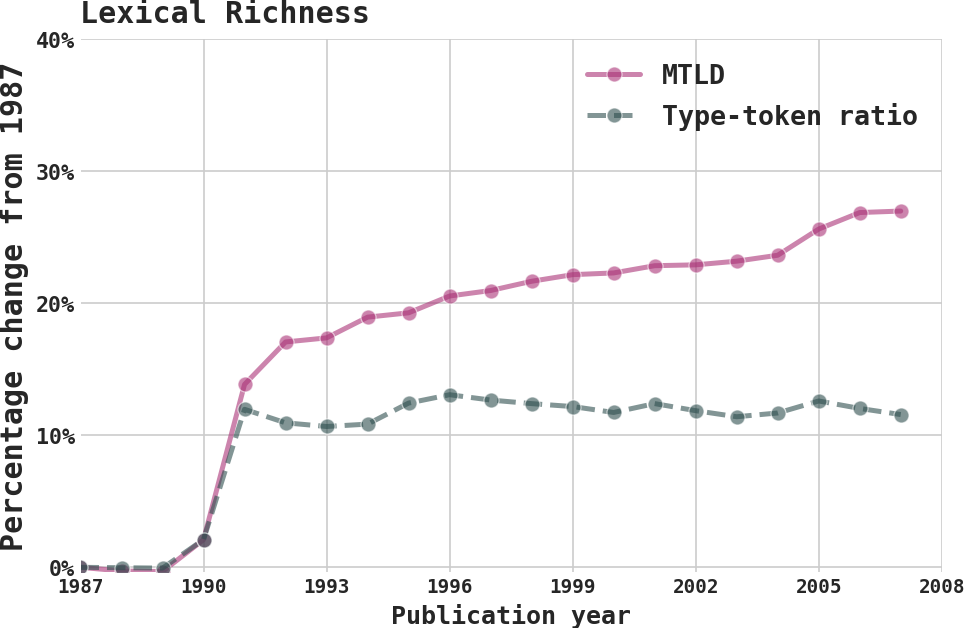 Lexical Richness
Percentage change from 1987
40%
30%
20%
10%
0%
MTLD
Type-token ratio
1987 1990 1993 1996 1999 2002 2005 2008
Publication year